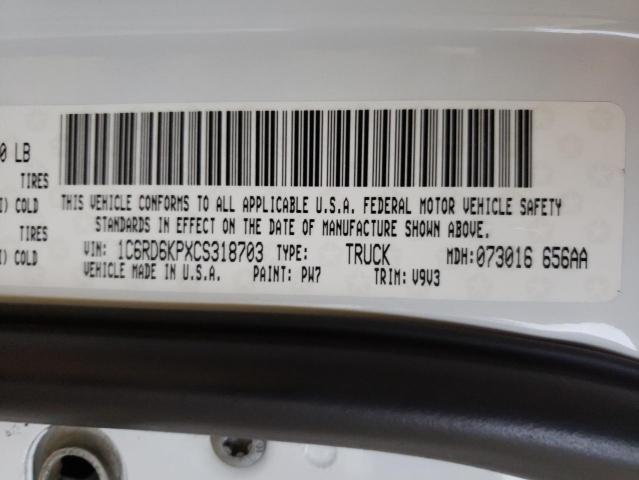 0 LB
TIRES
I) COLD
TIRES
I) COLD
THIS VEHICLE CONFORMS TO ALL APPLICABLE U.S.A. FEDERAL MOTOR VEHICLE SAFETY
STANDARDS IN EFFECT ON THE DATE OF MANUFACTURE SHOWN ABOVE.
VIN: 1C6RD6KPXCS318703 TYPE: TRUCK MDH: 073016 656AA
VEHICLE MADE IN U.S.A. PAINT: PW7 TRIM: V9V3